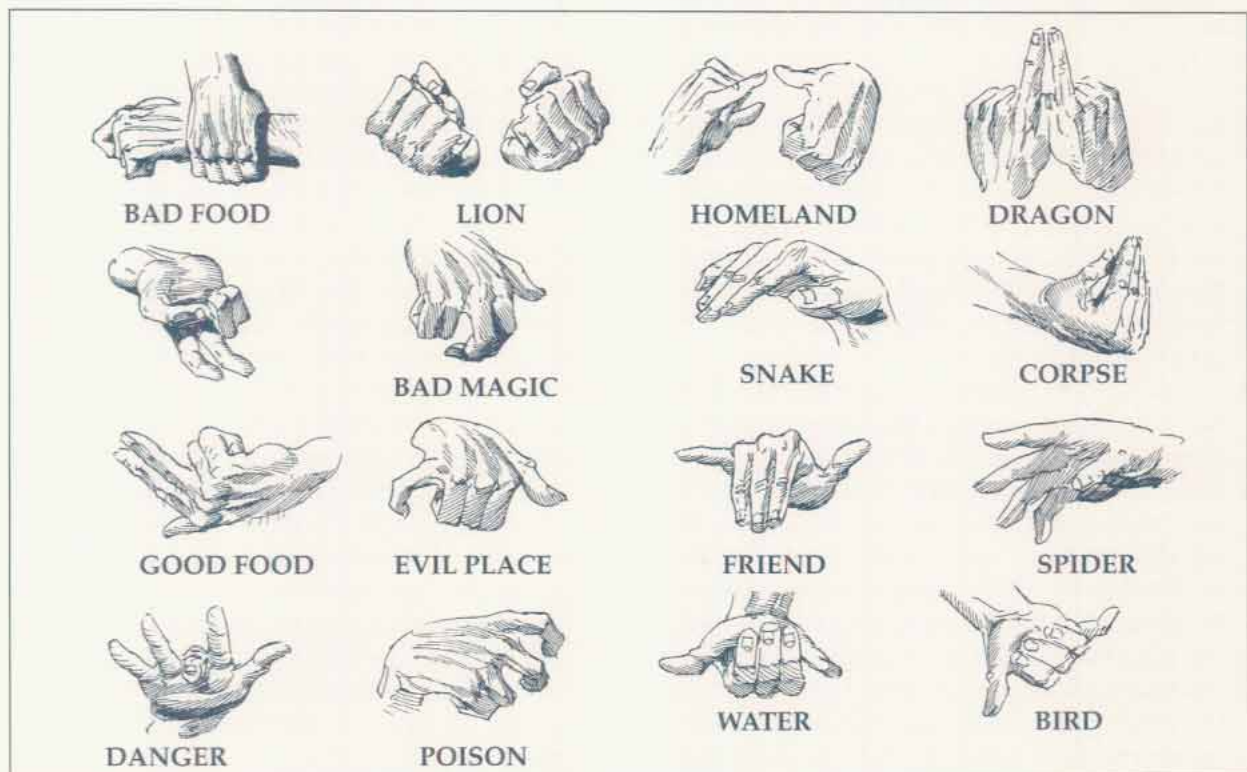 BAD FOOD
LION
HOMELAND
DRAGON
BAD MAGIC
SNAKE
CORPSE
GOOD FOOD
EVIL PLACE
FRIEND
SPIDER
DANGER
POISON
WATER
BIRD